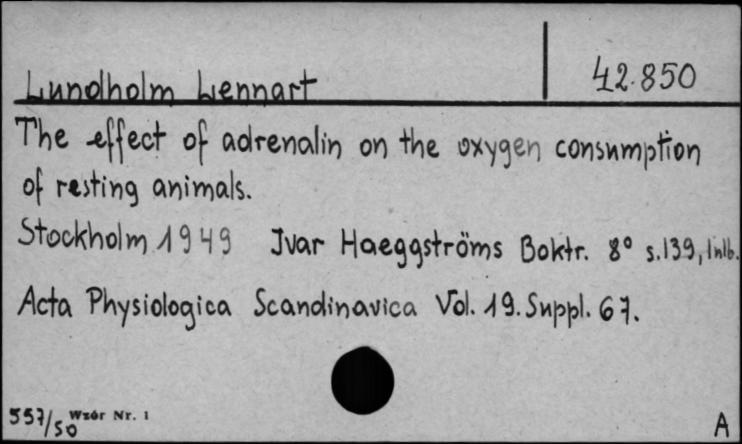 Lundholm Lennart
42.850
The effect of adrenalin on the oxygen consumption
of resting animals.
Stockholm 1949 Ivar Haeggströms Boktr. 8° s.139, 1nlb.
Acta Physiologica Scandinavica Vol. 19. Suppl. 67.
557/50 Wzór Nr. 1
A